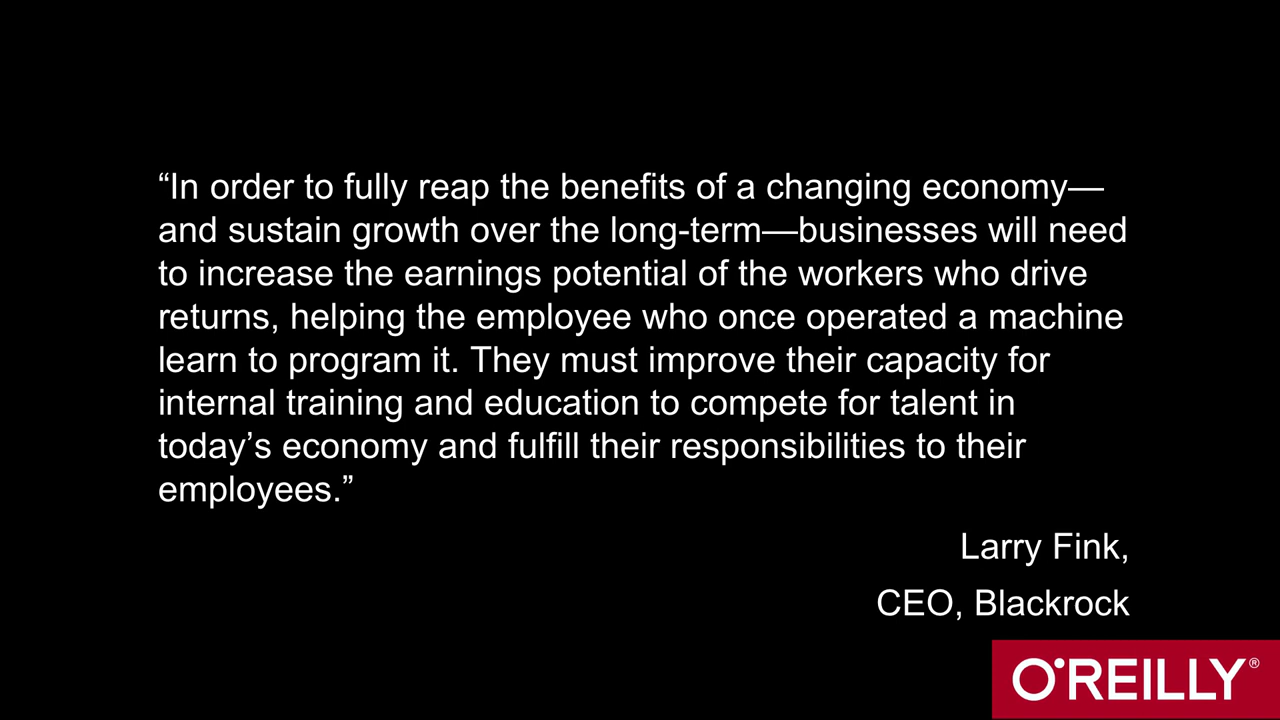 “In order to fully reap the benefits of a changing economy—
and sustain growth over the long-term—businesses will need
to increase the earnings potential of the workers who drive
returns, helping the employee who once operated a machine
learn to program it. They must improve their capacity for
internal training and education to compete for talent in
today’s economy and fulfill their responsibilities to their
employees.”
Larry Fink,
CEO, Blackrock
O'REILLY®